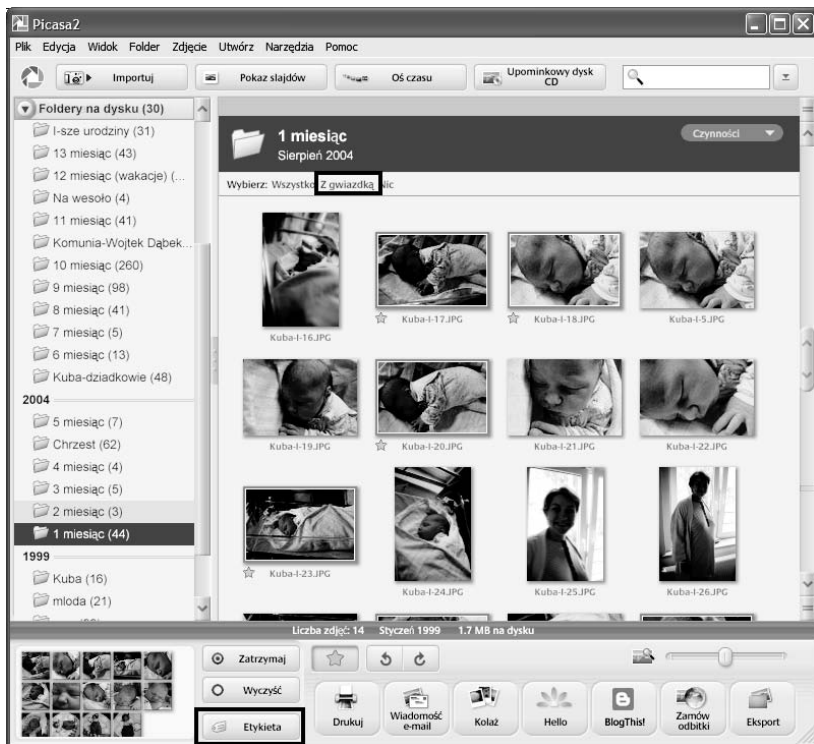 Picasa2
Plik Edycja Widok Folder Zdjęcie Utwórz Narzędzia Pomoc
Importuj Pokaz slajdów Oś czasu Upominkowy dysk CD
Foldery na dysku (30)
I-sze urodziny (31)
13 miesiąc (43)
12 miesiąc (wakacje) (...
Na wesoło (4)
11 miesiąc (41)
Komunia-Wojtek Dąbek...
10 miesiąc (260)
9 miesiąc (98)
8 miesiąc (41)
7 miesiąc (5)
6 miesiąc (13)
Kuba-dziadkowie (48)
2004
5 miesiąc (7)
Chrzest (62)
4 miesiąc (4)
3 miesiąc (5)
2 miesiąc (3)
1 miesiąc (44)
1999
Kuba (16)
mloda (21)
1 miesiąc
Sierpień 2004
Czynności
Wybierz: Wszystko Z gwiazdką Nic
Kuba-I-16.JPG Kuba-I-17.JPG Kuba-I-18.JPG Kuba-I-5.JPG
Kuba-I-19.JPG Kuba-I-20.JPG Kuba-I-21.JPG Kuba-I-22.JPG
Kuba-I-23.JPG Kuba-I-24.JPG Kuba-I-25.JPG Kuba-I-26.JPG
Liczba zdjęć: 14 Styczeń 1999 1.7 MB na dysku
Zatrzymaj
Wyczyść
Etykieta
Drukuj
Wiadomość e-mail
Kolaż
Hello
BlogThis!
Zamów odbitki
Eksport